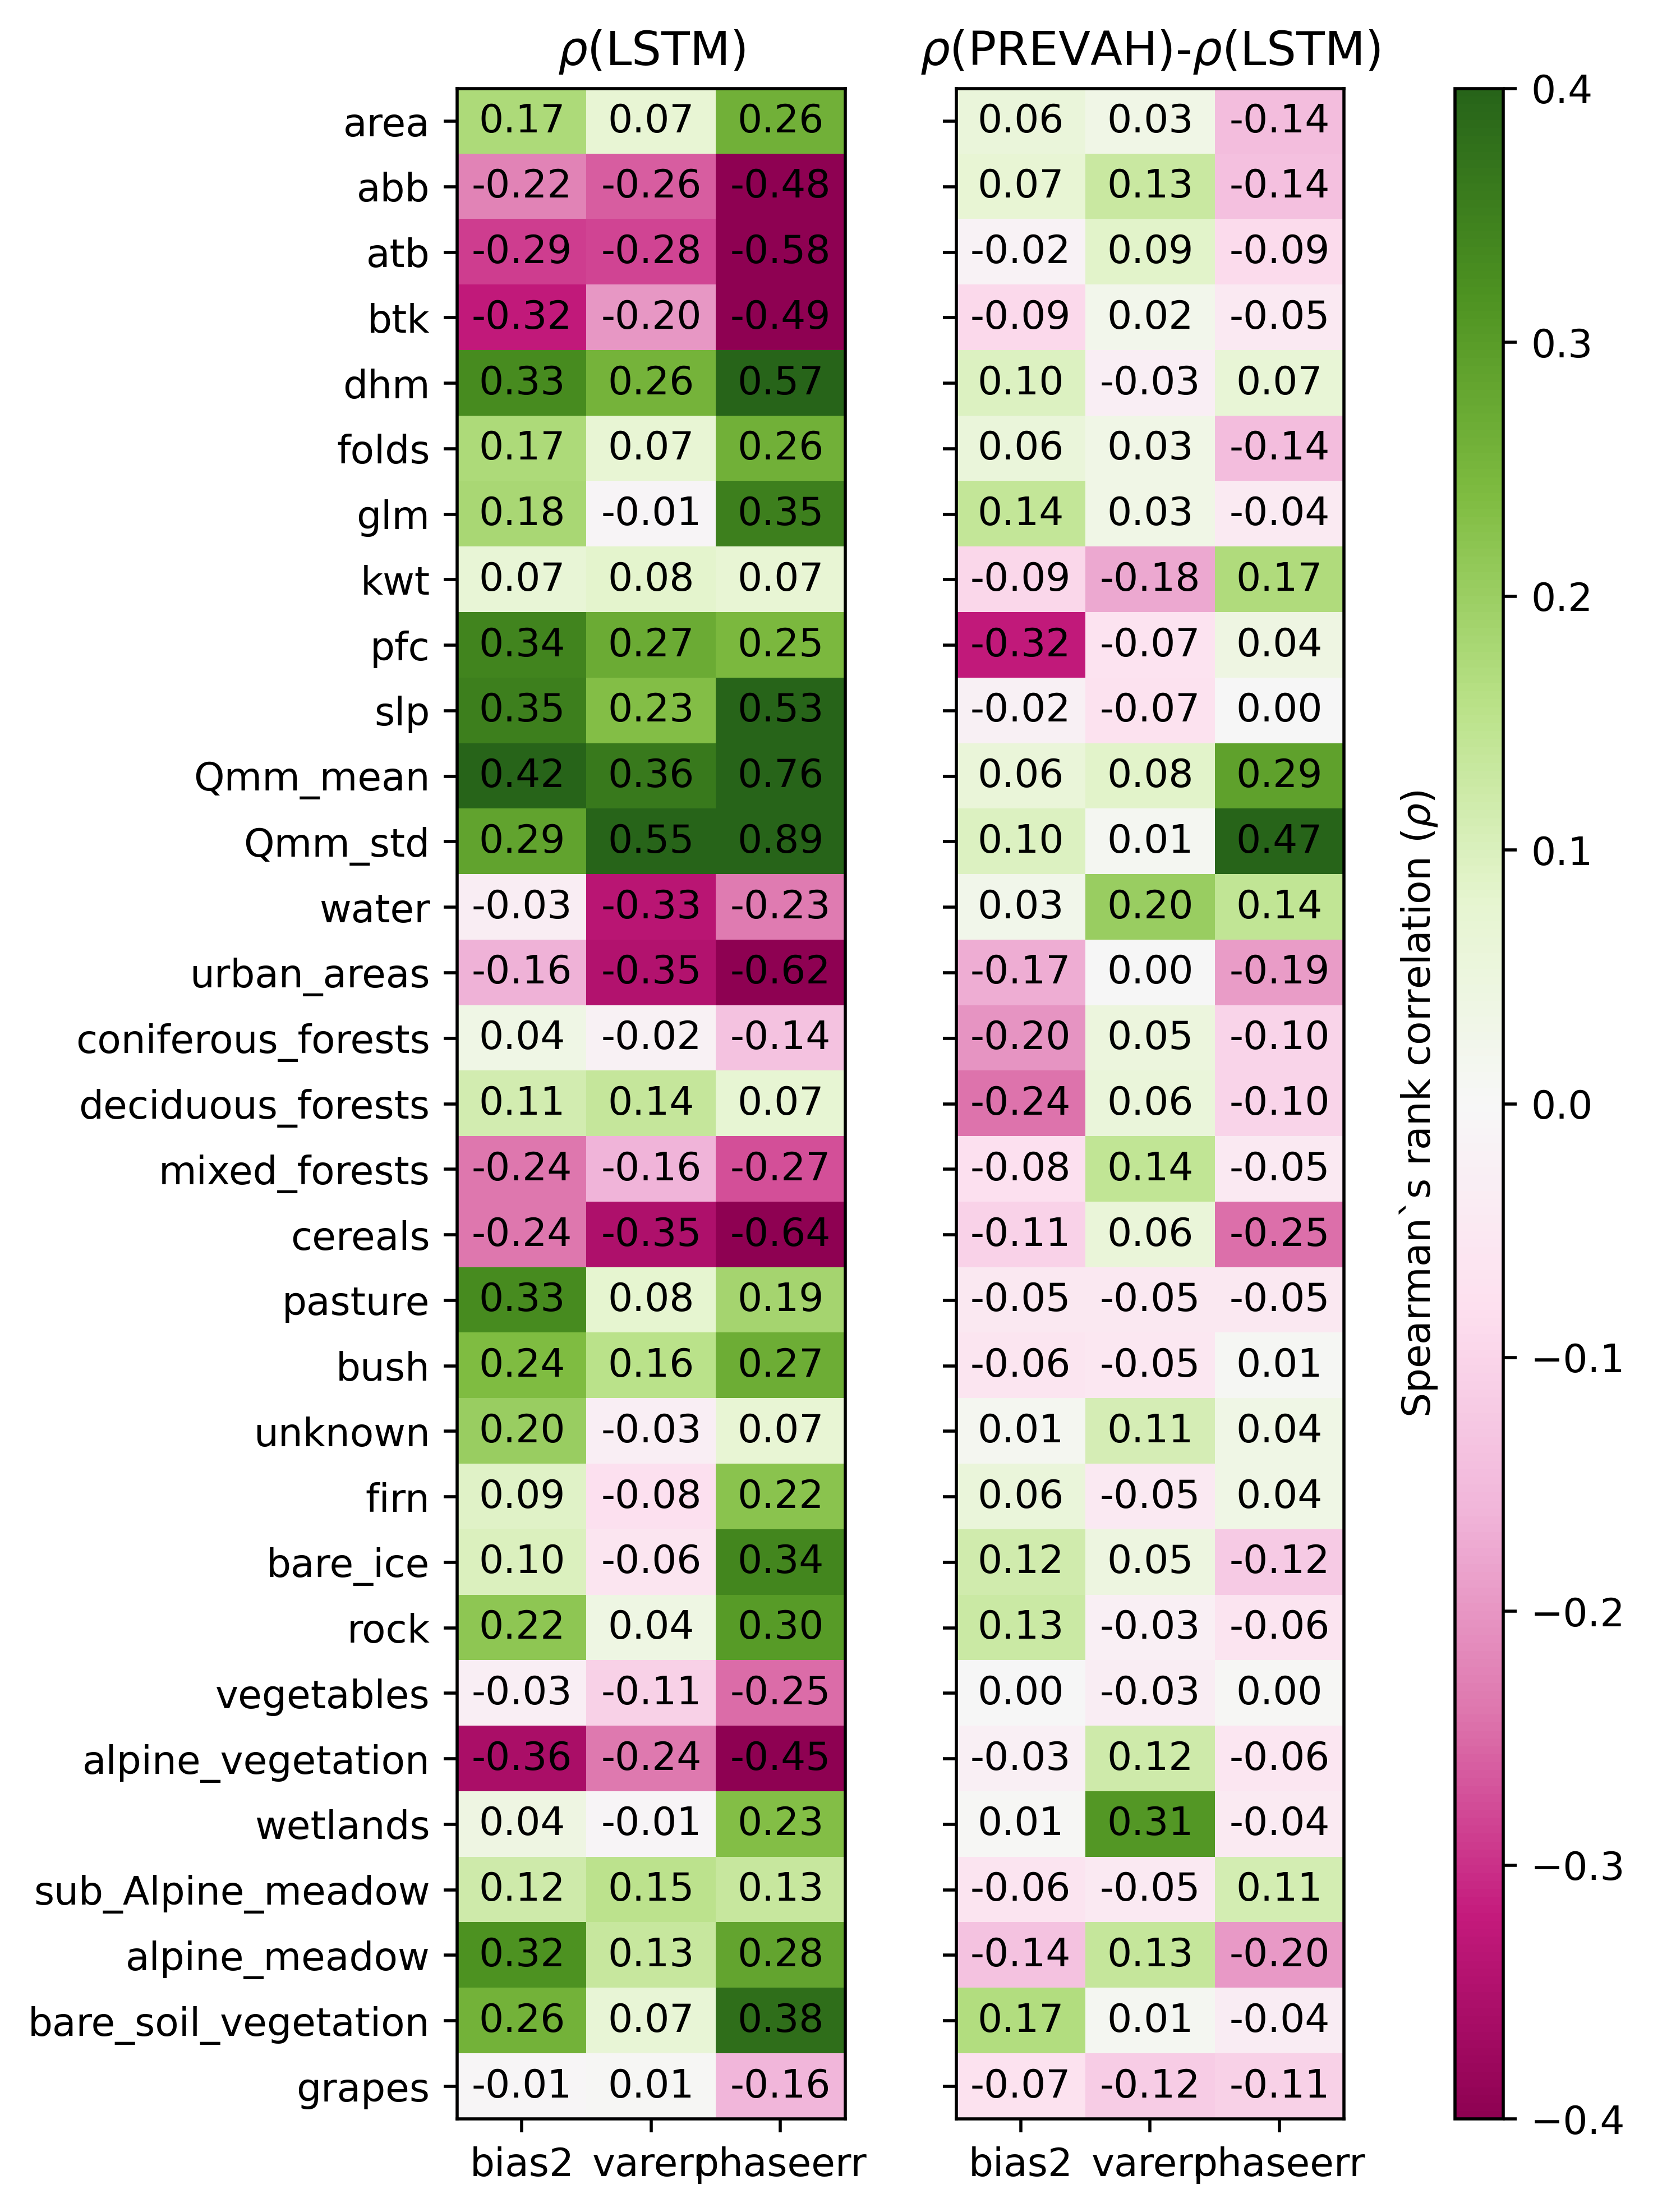 ρ(LSTM) ρ(PREVAH)-ρ(LSTM)
area 0.17 0.07 0.26 0.06 0.03 -0.14
abb -0.22 -0.26 -0.48 0.07 0.13 -0.14
atb -0.29 -0.28 -0.58 -0.02 0.09 -0.09
btk -0.32 -0.20 -0.49 -0.09 0.02 -0.05
dhm 0.33 0.26 0.57 0.10 -0.03 0.07
folds 0.17 0.07 0.26 0.06 0.03 -0.14
glm 0.18 -0.01 0.35 0.14 0.03 -0.04
kwt 0.07 0.08 0.07 -0.09 -0.18 0.17
pfc 0.34 0.27 0.25 -0.32 -0.07 0.04
slp 0.35 0.23 0.53 -0.02 -0.07 0.00
Qmm_mean 0.42 0.36 0.76 0.06 0.08 0.29
Qmm_std 0.29 0.55 0.89 0.10 0.01 0.47
water -0.03 -0.33 -0.23 0.03 0.20 0.14
urban_areas -0.16 -0.35 -0.62 -0.17 0.00 -0.19
coniferous_forests 0.04 -0.02 -0.14 -0.20 0.05 -0.10
deciduous_forests 0.11 0.14 0.07 -0.24 0.06 -0.10
mixed_forests -0.24 -0.16 -0.27 -0.08 0.14 -0.05
cereals -0.24 -0.35 -0.64 -0.11 0.06 -0.25
pasture 0.33 0.08 0.19 -0.05 -0.05 -0.05
bush 0.24 0.16 0.27 -0.06 -0.05 0.01
unknown 0.20 -0.03 0.07 0.01 0.11 0.04
firn 0.09 -0.08 0.22 0.06 -0.05 0.04
bare_ice 0.10 -0.06 0.34 0.12 0.05 -0.12
rock 0.22 0.04 0.30 0.13 -0.03 -0.06
vegetables -0.03 -0.11 -0.25 0.00 -0.03 0.00
alpine_vegetation -0.36 -0.24 -0.45 -0.03 0.12 -0.06
wetlands 0.04 -0.01 0.23 0.01 0.31 -0.04
sub_Alpine_meadow 0.12 0.15 0.13 -0.06 -0.05 0.11
alpine_meadow 0.32 0.13 0.28 -0.14 0.13 -0.20
bare_soil_vegetation 0.26 0.07 0.38 0.17 0.01 -0.04
grapes -0.01 0.01 -0.16 -0.07 -0.12 -0.11
bias2 varerr phaseerr bias2 varerr phaseerr
Spearman`s rank correlation (ρ)
0.4
0.3
0.2
0.1
0.0
−0.1
−0.2
−0.3
−0.4